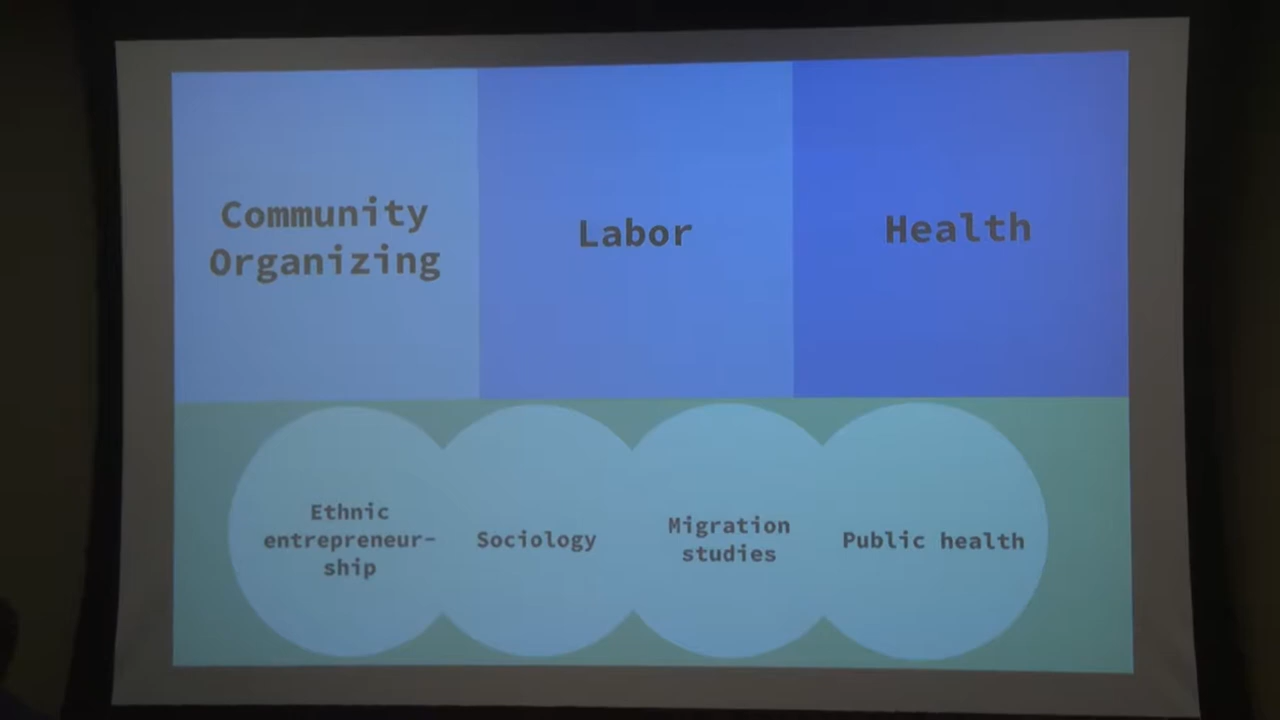 Community
Organizing
Labor
Health
Ethnic
entrepreneur-
ship
Sociology
Migration
studies
Public health